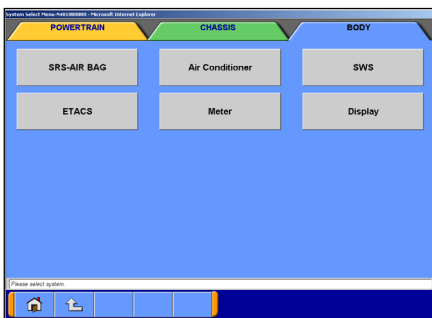 System Select Menu-N401000000 - Microsoft Internet Explorer
POWERTRAIN CHASSIS BODY
SRS-AIR BAG Air Conditioner SWS
ETACS Meter Display
Please select system.